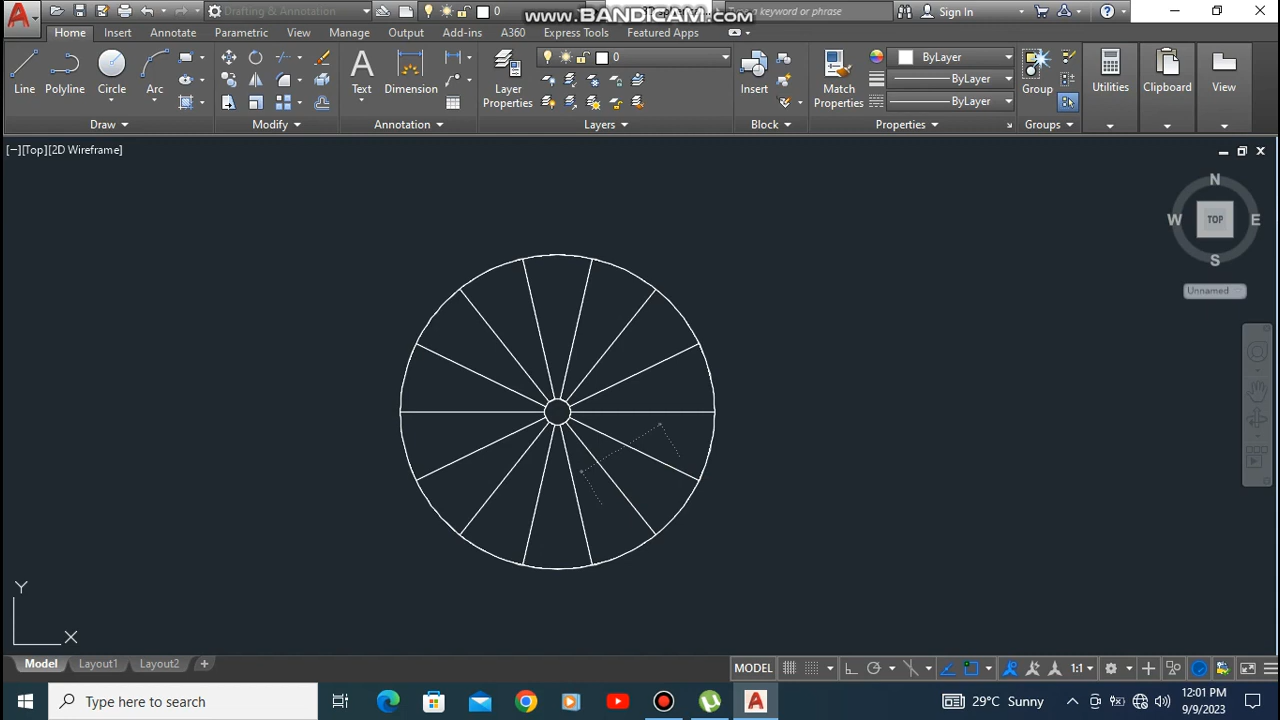 Drafting & Annotation
0
www.BANDICAM.com
Type a keyword or phrase
Sign In
Home Insert Annotate Parametric View Manage Output Add-ins A360 Express Tools Featured Apps
0
ByLayer
ByLayer
ByLayer
Line Polyline Circle Arc Text Dimension Layer Properties Insert Match Properties Group Utilities Clipboard View
Draw Modify Annotation Layers Block Properties Groups
[−][Top][2D Wireframe]
N
W TOP E
S
Unnamed
Y
X
Model Layout1 Layout2 +
MODEL 1:1
Type here to search
29°C Sunny
12:01 PM
9/9/2023